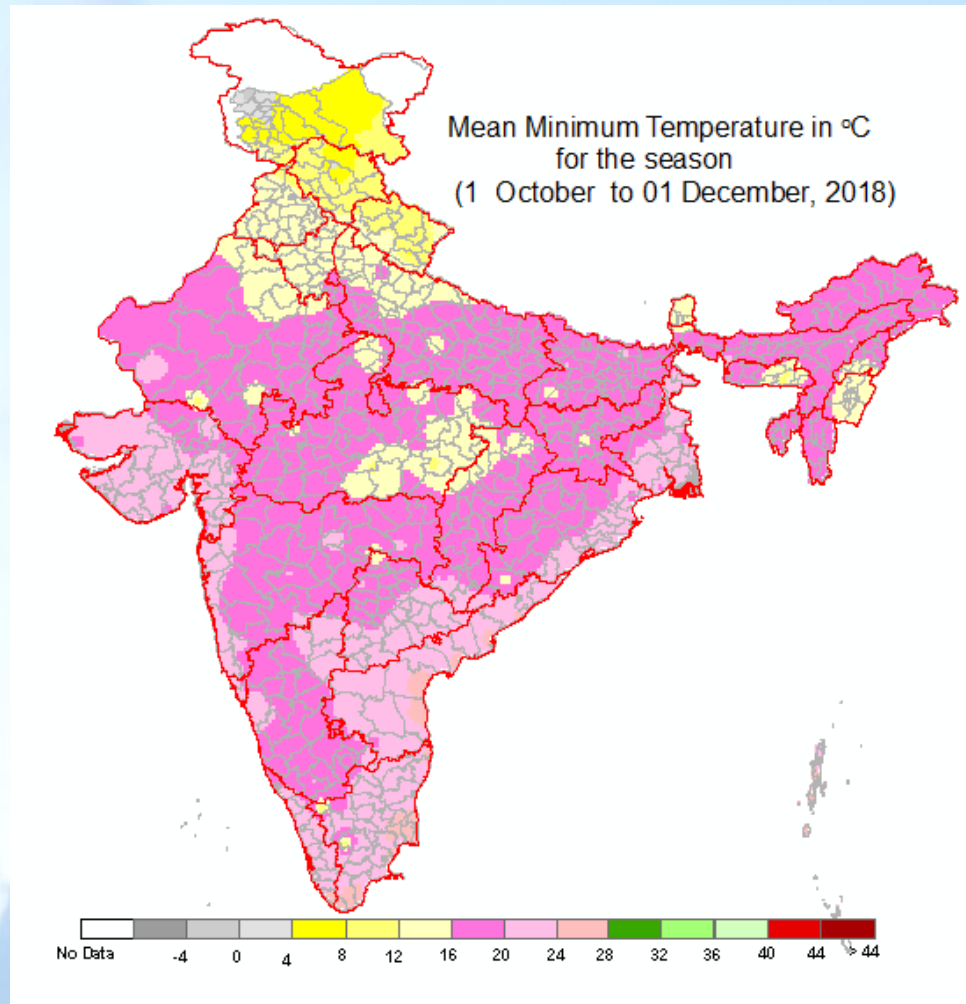 Mean Minimum Temperature in ºC
for the season
(1 October to 01 December, 2018)
No Data -4 0 4 8 12 16 20 24 28 32 36 40 44 > 44